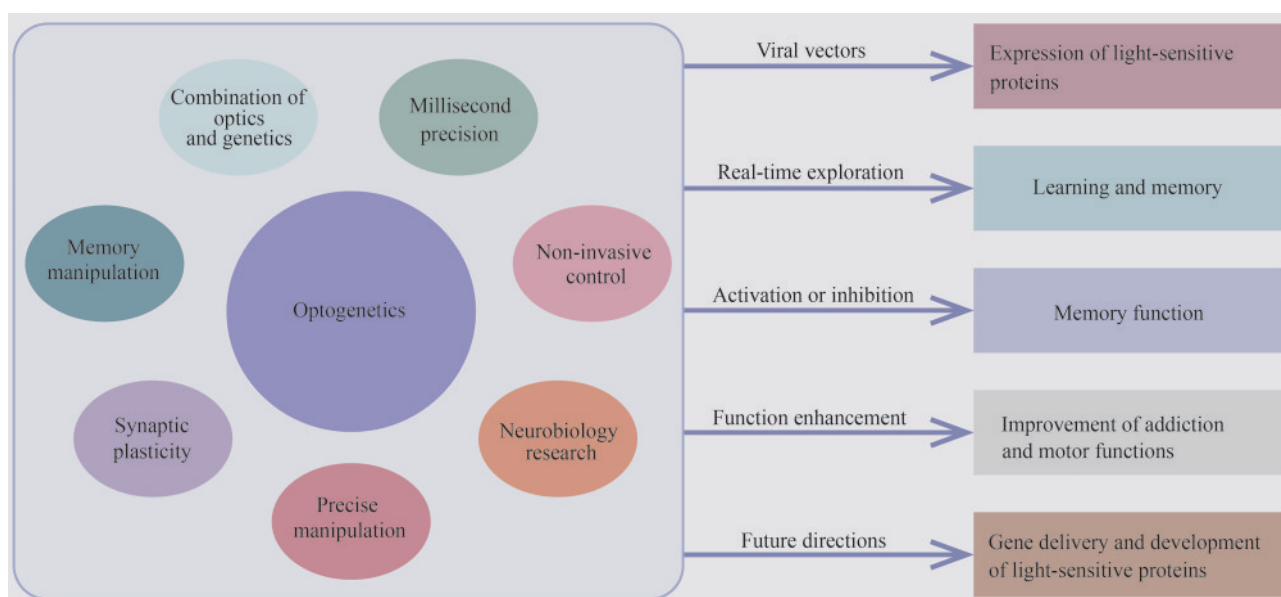 Combination of
optics
and genetics
Millisecond
precision
Memory
manipulation
Non-invasive
control
Optogenetics
Synaptic
plasticity
Neurobiology
research
Precise
manipulation
Viral vectors
Expression of light-sensitive
proteins
Real-time exploration
Learning and memory
Activation or inhibition
Memory function
Function enhancement
Improvement of addiction
and motor functions
Future directions
Gene delivery and development
of light-sensitive proteins